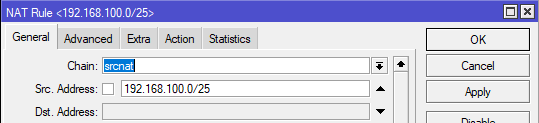 NAT Rule <192.168.100.0/25>
General Advanced Extra Action Statistics OK
Chain: srcnat Cancel
Src. Address: 192.168.100.0/25 Apply
Dst. Address: Disable